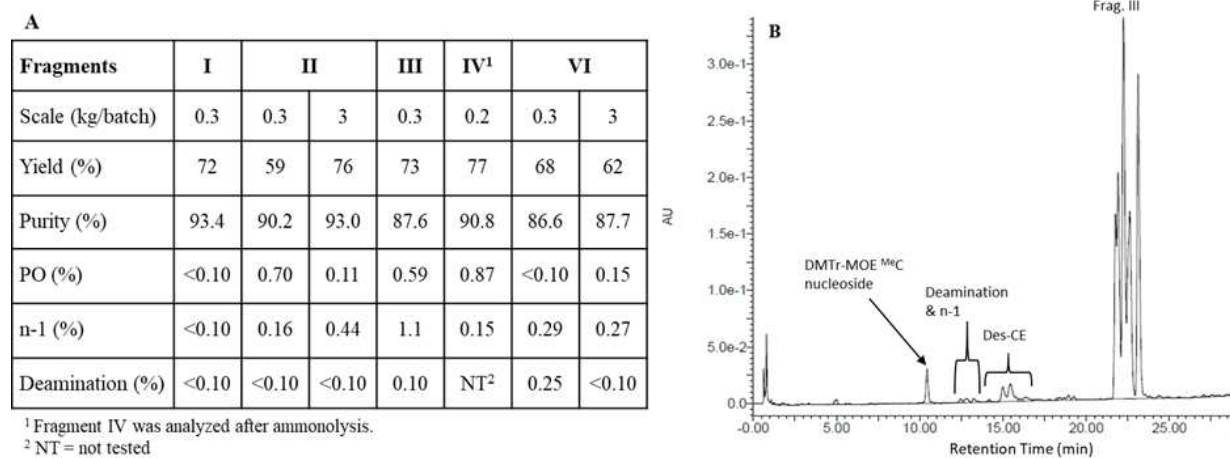 A
Fragments I II III IV1 VI
Scale (kg/batch) 0.3 0.3 3 0.3 0.2 0.3 3
Yield (%) 72 59 76 73 77 68 62
Purity (%) 93.4 90.2 93.0 87.6 90.8 86.6 87.7
PO (%) <0.10 0.70 0.11 0.59 0.87 <0.10 0.15
n-1 (%) <0.10 0.16 0.44 1.1 0.15 0.29 0.27
Deamination (%) <0.10 <0.10 <0.10 0.10 NT2 0.25 <0.10
1 Fragment IV was analyzed after ammonolysis.
2 NT = not tested
B
Frag. III
3.0e-1
2.5e-1
2.0e-1
1.5e-1
1.0e-1
5.0e-2
0.0
AU
DMTr-MOE MeC
nucleoside
Deamination
& n-1
Des-CE
-0.00 5.00 10.00 15.00 20.00 25.00
Retention Time (min)